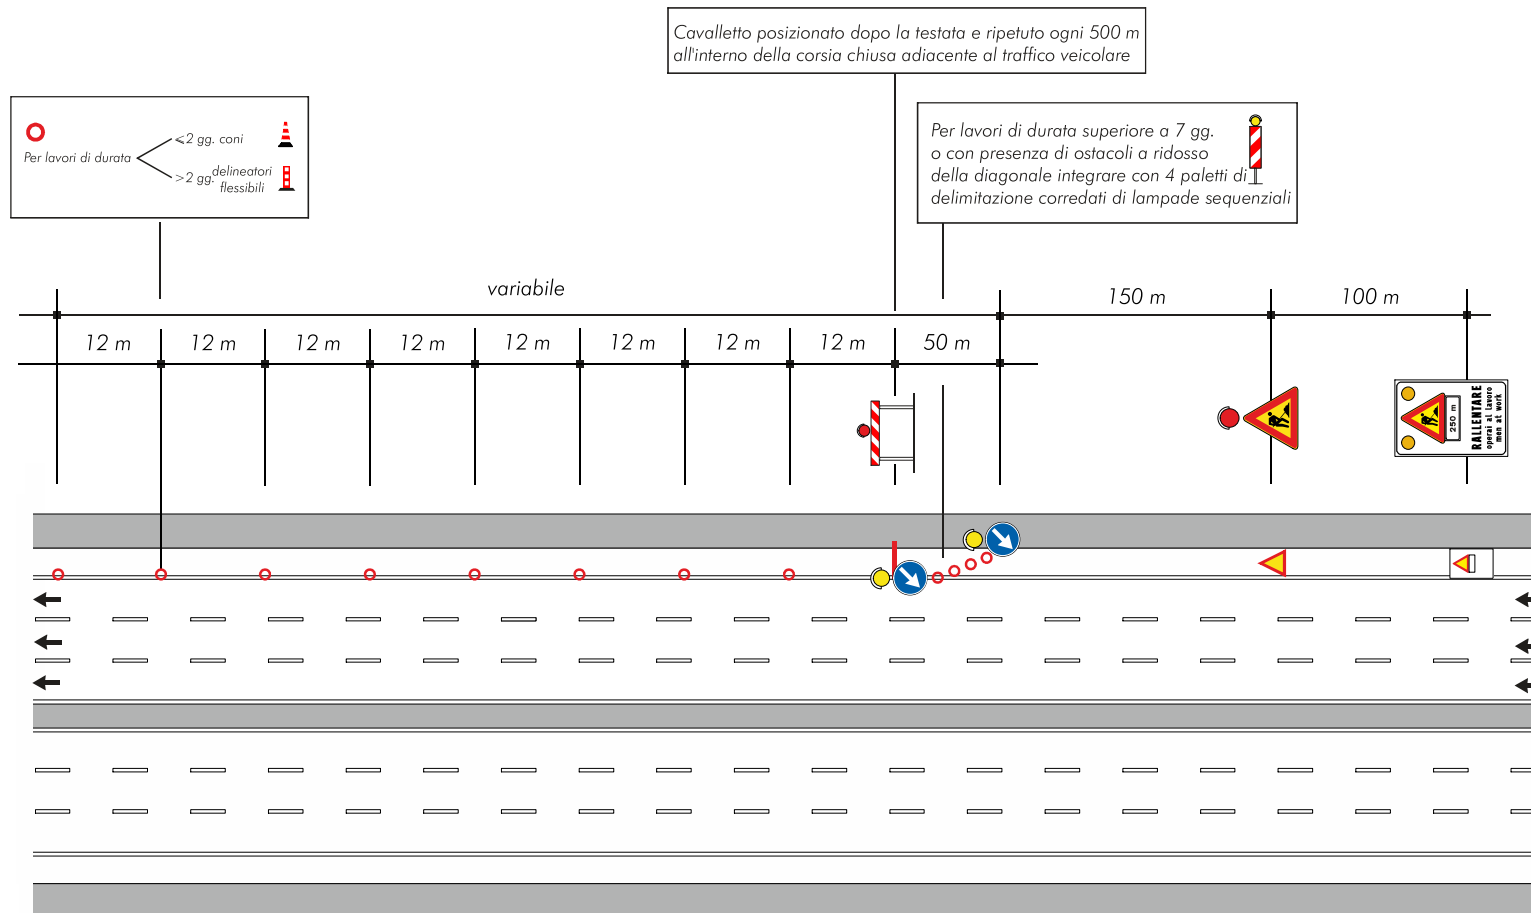 Cavalletto posizionato dopo la testata e ripetuto ogni 500 m
all'interno della corsia chiusa adiacente al traffico veicolare
Per lavori di durata
⩽2 gg. coni
>2 gg. delineatori
flessibili
Per lavori di durata superiore a 7 gg.
o con presenza di ostacoli a ridosso
della diagonale integrare con 4 paletti di
delimitazione corredati di lampade sequenziali
variabile
150 m
100 m
12 m
12 m
12 m
12 m
12 m
12 m
12 m
12 m
50 m
250 m
RALLENTARE
operai al lavoro
men at work